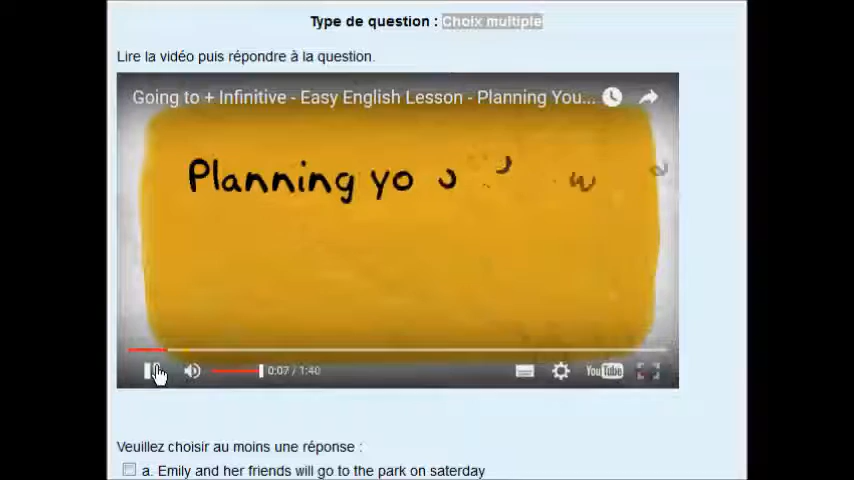 Type de question : Choix multiple
Lire la vidéo puis répondre à la question.
Going to + Infinitive - Easy English Lesson - Planning You...
Planning yo
0:07 / 1:40
YouTube
Veuillez choisir au moins une réponse :
a. Emily and her friends will go to the park on saterday